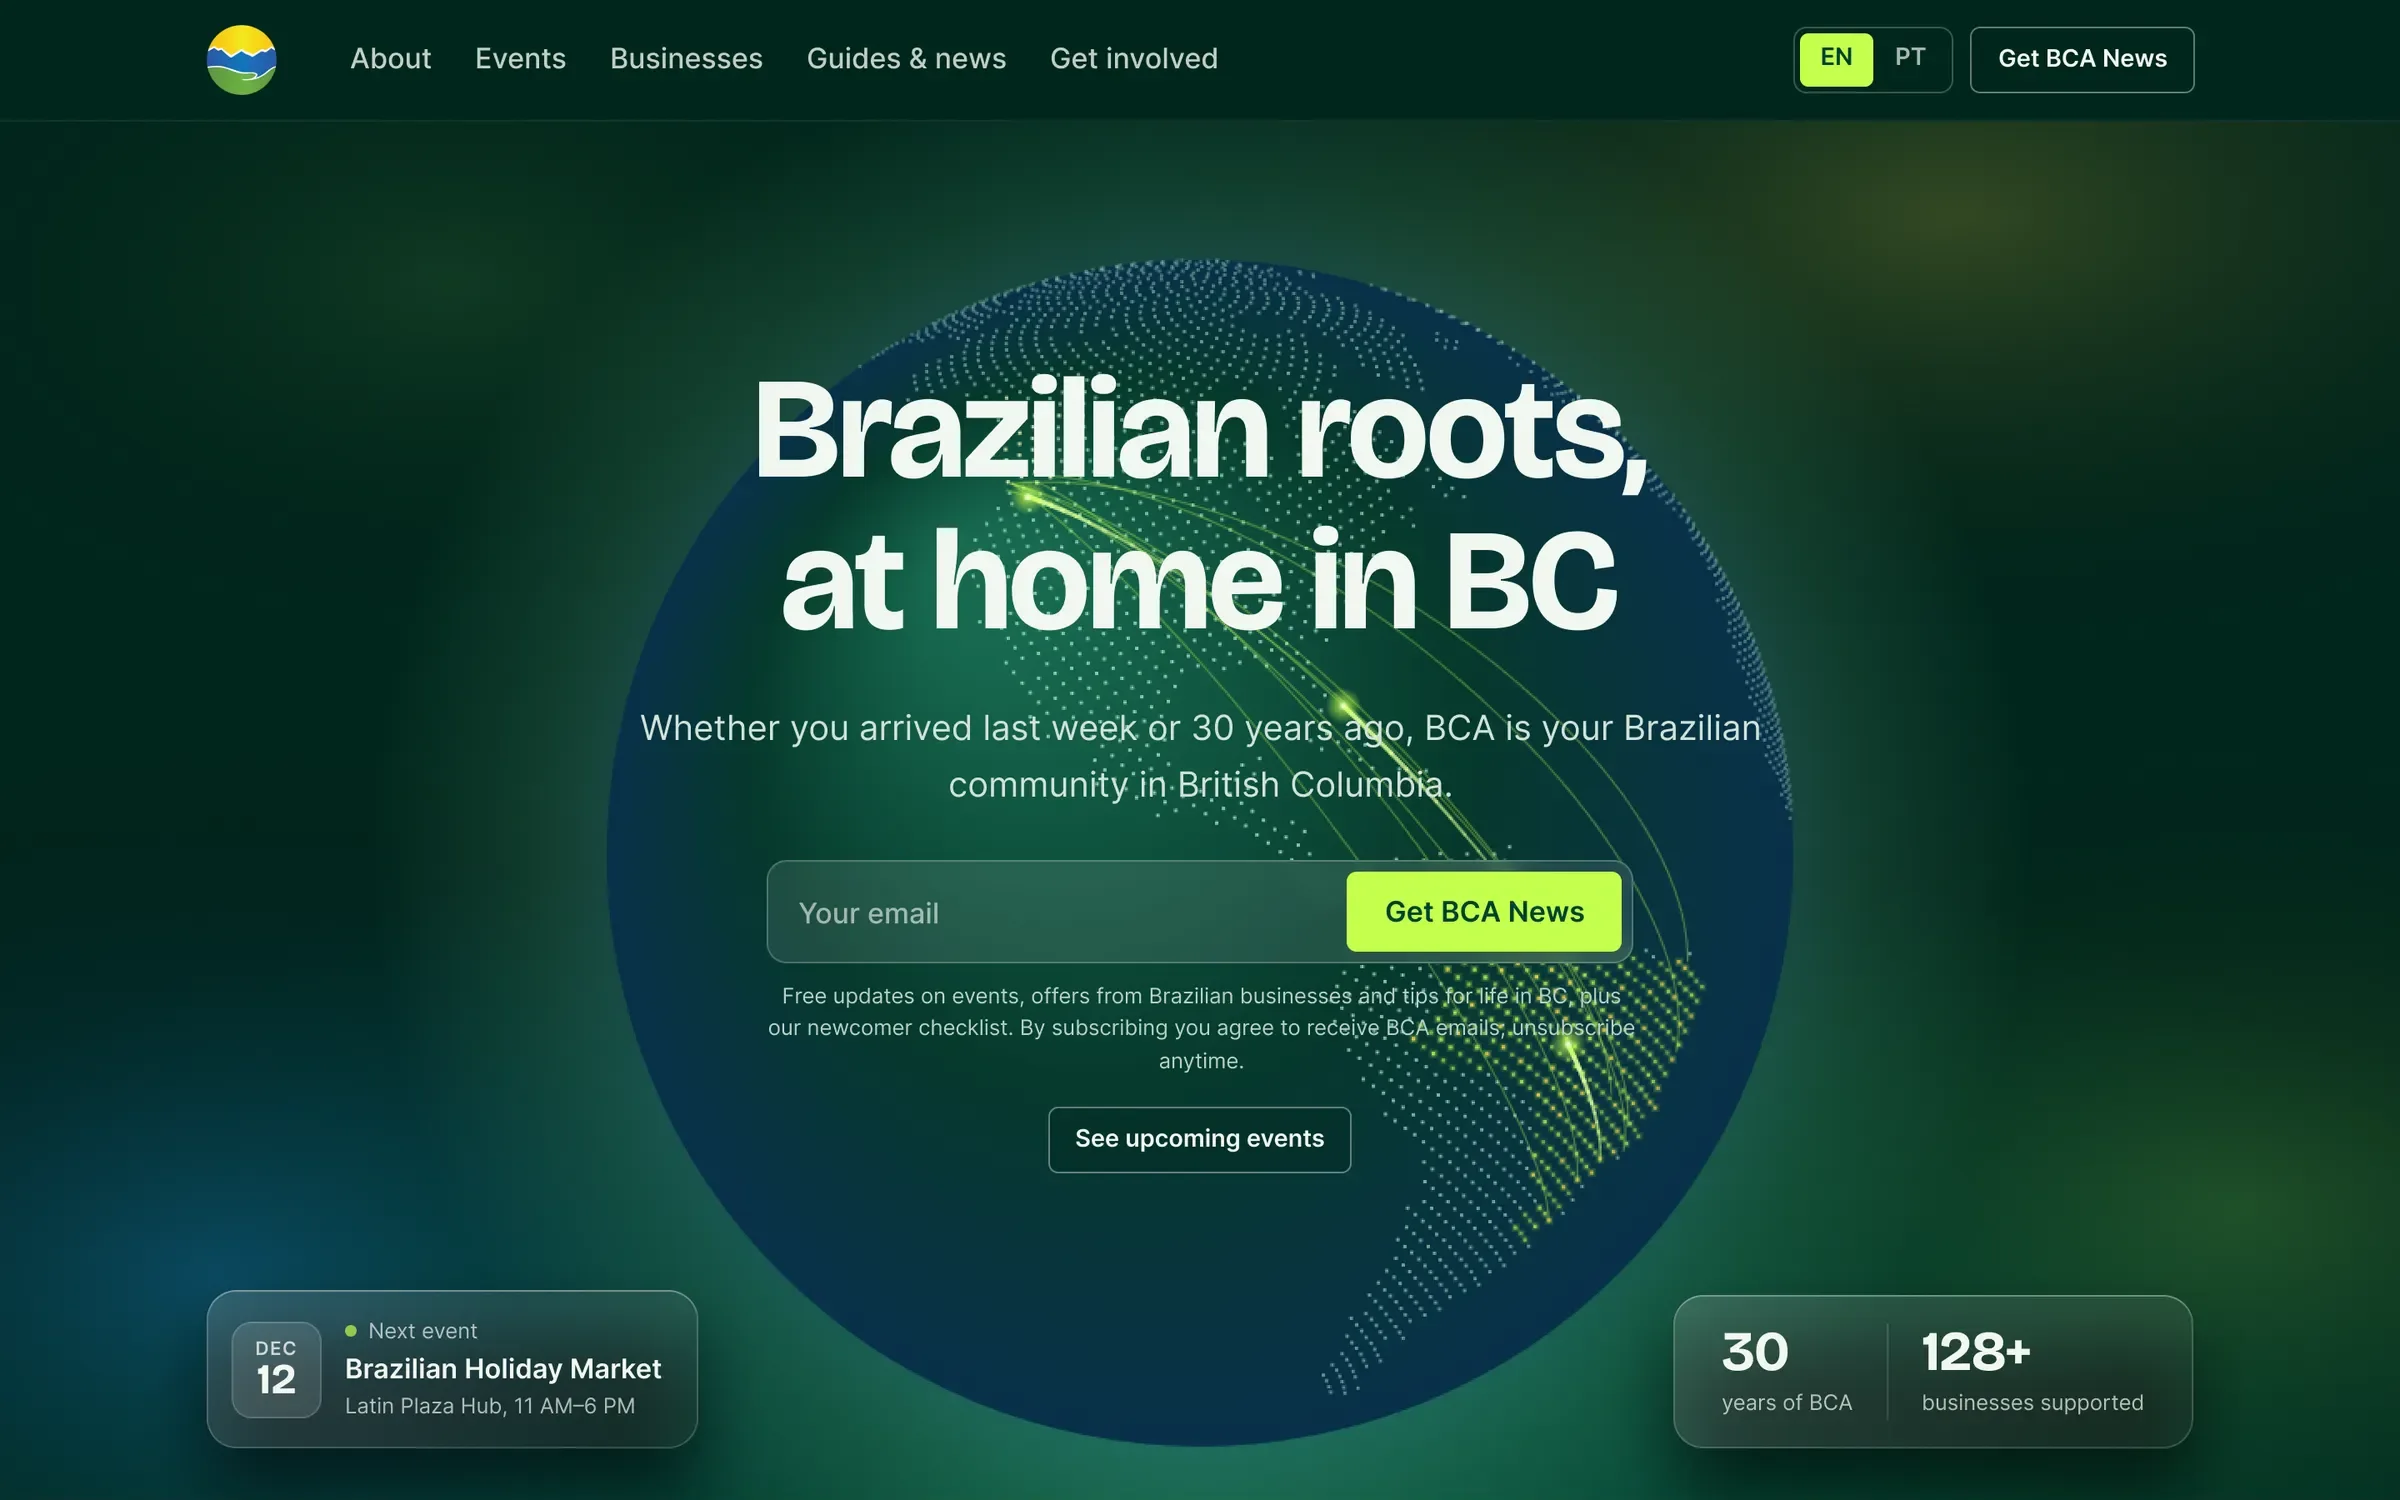 About
Events
Businesses
Guides & news
Get involved
EN
PT
Get BCA News
Brazilian roots,
at home in BC
Whether you arrived last week or 30 years ago, BCA is your Brazilian
community in British Columbia.
Your email
Get BCA News
Free updates on events, offers from Brazilian businesses and tips for life in BC, plus
our newcomer checklist. By subscribing you agree to receive BCA emails, unsubscribe
anytime.
See upcoming events
DEC
12
Next event
Brazilian Holiday Market
Latin Plaza Hub, 11 AM–6 PM
30
years of BCA
128+
businesses supported